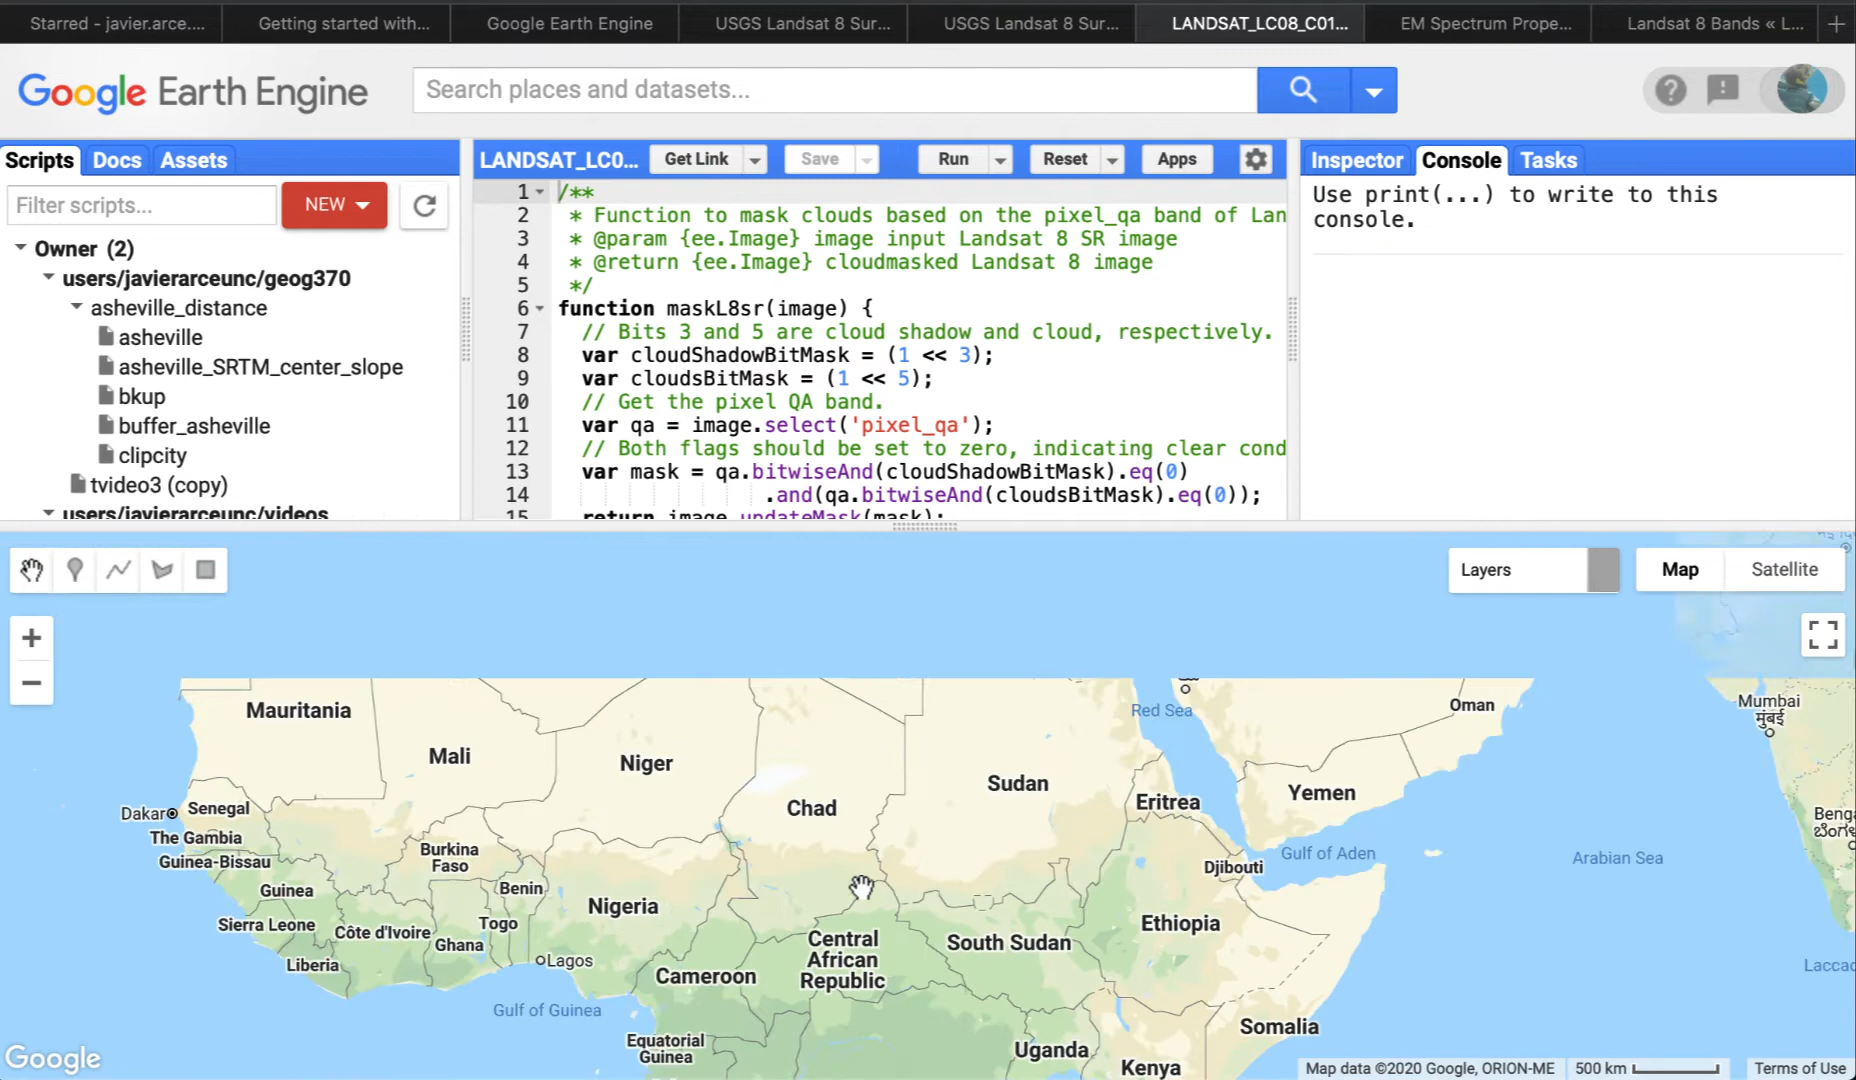 Starred - javier.arce....
Getting started with...
Google Earth Engine
USGS Landsat 8 Sur...
USGS Landsat 8 Sur...
LANDSAT_LC08_C01...
EM Spectrum Prope...
Landsat 8 Bands « L...
Google Earth Engine
Search places and datasets...
Scripts
Docs
Assets
Filter scripts...
NEW
Owner (2)
users/javierarceunc/geog370
asheville_distance
asheville
asheville_SRTM_center_slope
bkup
buffer_asheville
clipcity
tvideo3 (copy)
users/javierarceunc/videos
LANDSAT_LC0...
Get Link
Save
Run
Reset
Apps
1 /**
2 * Function to mask clouds based on the pixel_qa band of Lan
3 * @param {ee.Image} image input Landsat 8 SR image
4 * @return {ee.Image} cloudmasked Landsat 8 image
5 */
6 function maskL8sr(image) {
7 // Bits 3 and 5 are cloud shadow and cloud, respectively.
8 var cloudShadowBitMask = (1 << 3);
9 var cloudsBitMask = (1 << 5);
10 // Get the pixel QA band.
11 var qa = image.select('pixel_qa');
12 // Both flags should be set to zero, indicating clear cond
13 var mask = qa.bitwiseAnd(cloudShadowBitMask).eq(0)
14 .and(qa.bitwiseAnd(cloudsBitMask).eq(0));
15 return image.updateMask(mask);
Inspector
Console
Tasks
Use print(...) to write to this
console.
Layers
Map
Satellite
Mauritania
Mali
Niger
Chad
Sudan
Red Sea
Oman
Mumbai
मुंबई
Eritrea
Yemen
Dakar
Senegal
The Gambia
Guinea-Bissau
Guinea
Sierra Leone
Liberia
Burkina
Faso
Benin
Togo
Côte d'Ivoire
Ghana
Nigeria
Lagos
Cameroon
Central
African
Republic
South Sudan
Ethiopia
Djibouti
Gulf of Aden
Arabian Sea
Benga
ಬೆಂಗಳ
Laccad
Gulf of Guinea
Equatorial
Guinea
Uganda
Kenya
Somalia
Google
Map data ©2020 Google, ORION-ME
500 km
Terms of Use